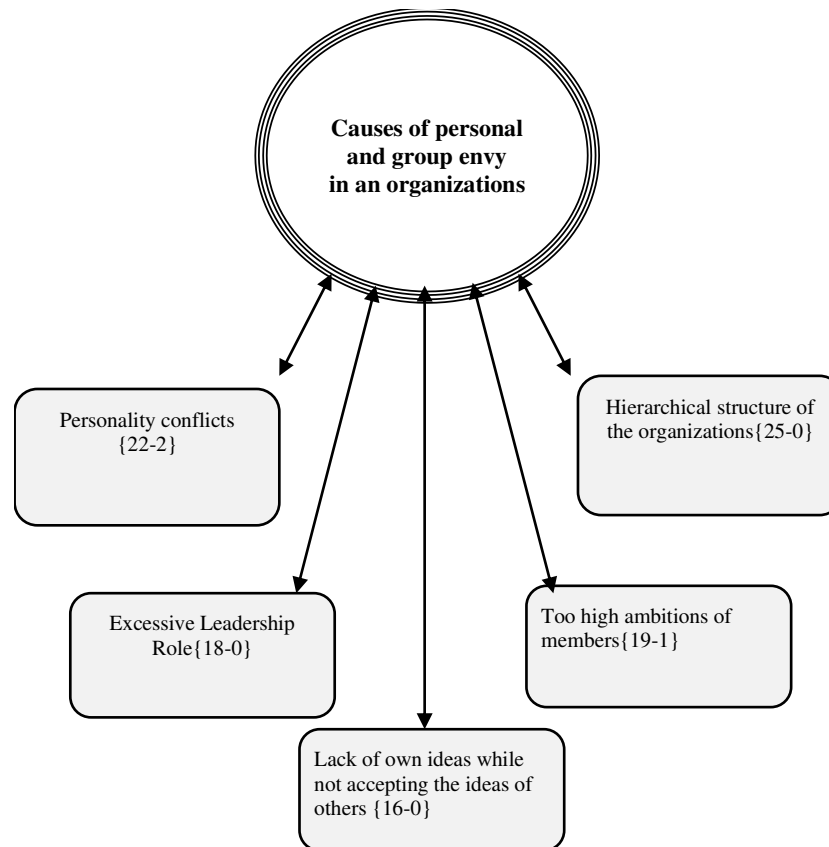 Causes of personal
and group envy
in an organizations
Personality conflicts
{22-2}
Hierarchical structure of
the organizations{25-0}
Excessive Leadership
Role{18-0}
Too high ambitions of
members{19-1}
Lack of own ideas while
not accepting the ideas of
others {16-0}